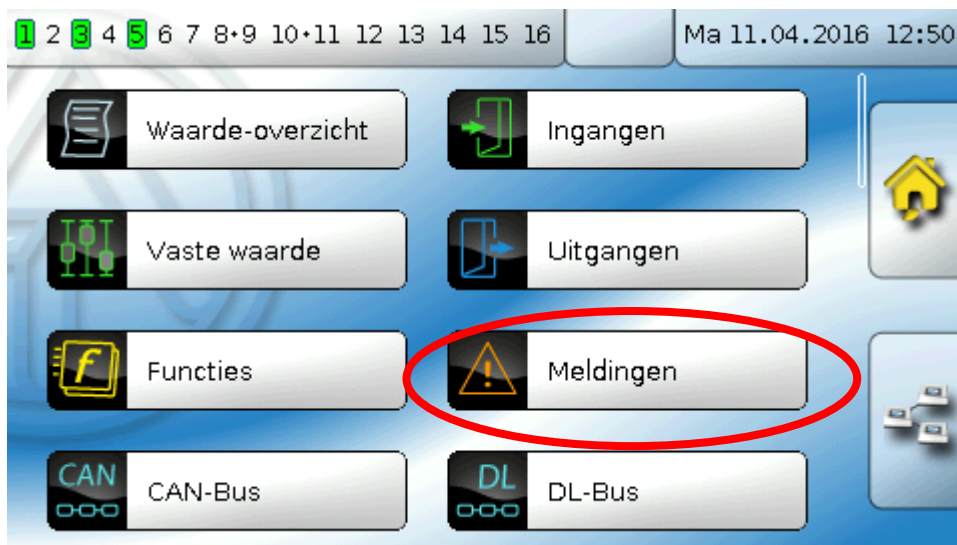 1 2 3 4 5 6 7 8•9 10•11 12 13 14 15 16 Ma 11.04.2016 12:50
Waarde-overzicht Ingangen
Vaste waarde Uitgangen
f Functies ! Meldingen
CAN CAN-Bus DL DL-Bus